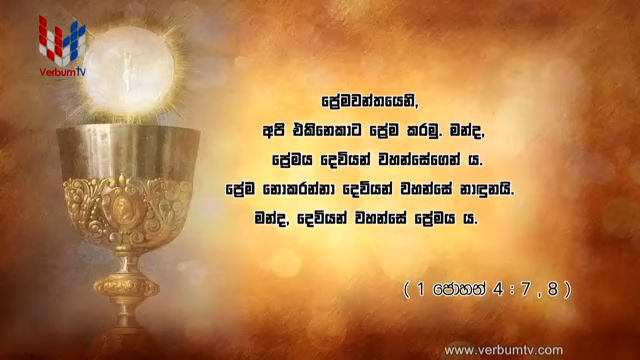 VerbumTV
ප්‍රේමවන්තයෙනි,
අපි එකිනෙකාට ප්‍රේම කරමු. මන්ද,
ප්‍රේමය දෙවියන් වහන්සේගෙන් ය.
ප්‍රේම නොකරන්නා දෙවියන් වහන්සේ නාඳුනයි.
මන්ද, දෙවියන් වහන්සේ ප්‍රේමය ය.
( 1 ජොහන් 4 : 7 , 8 )
www.verbumtv.com